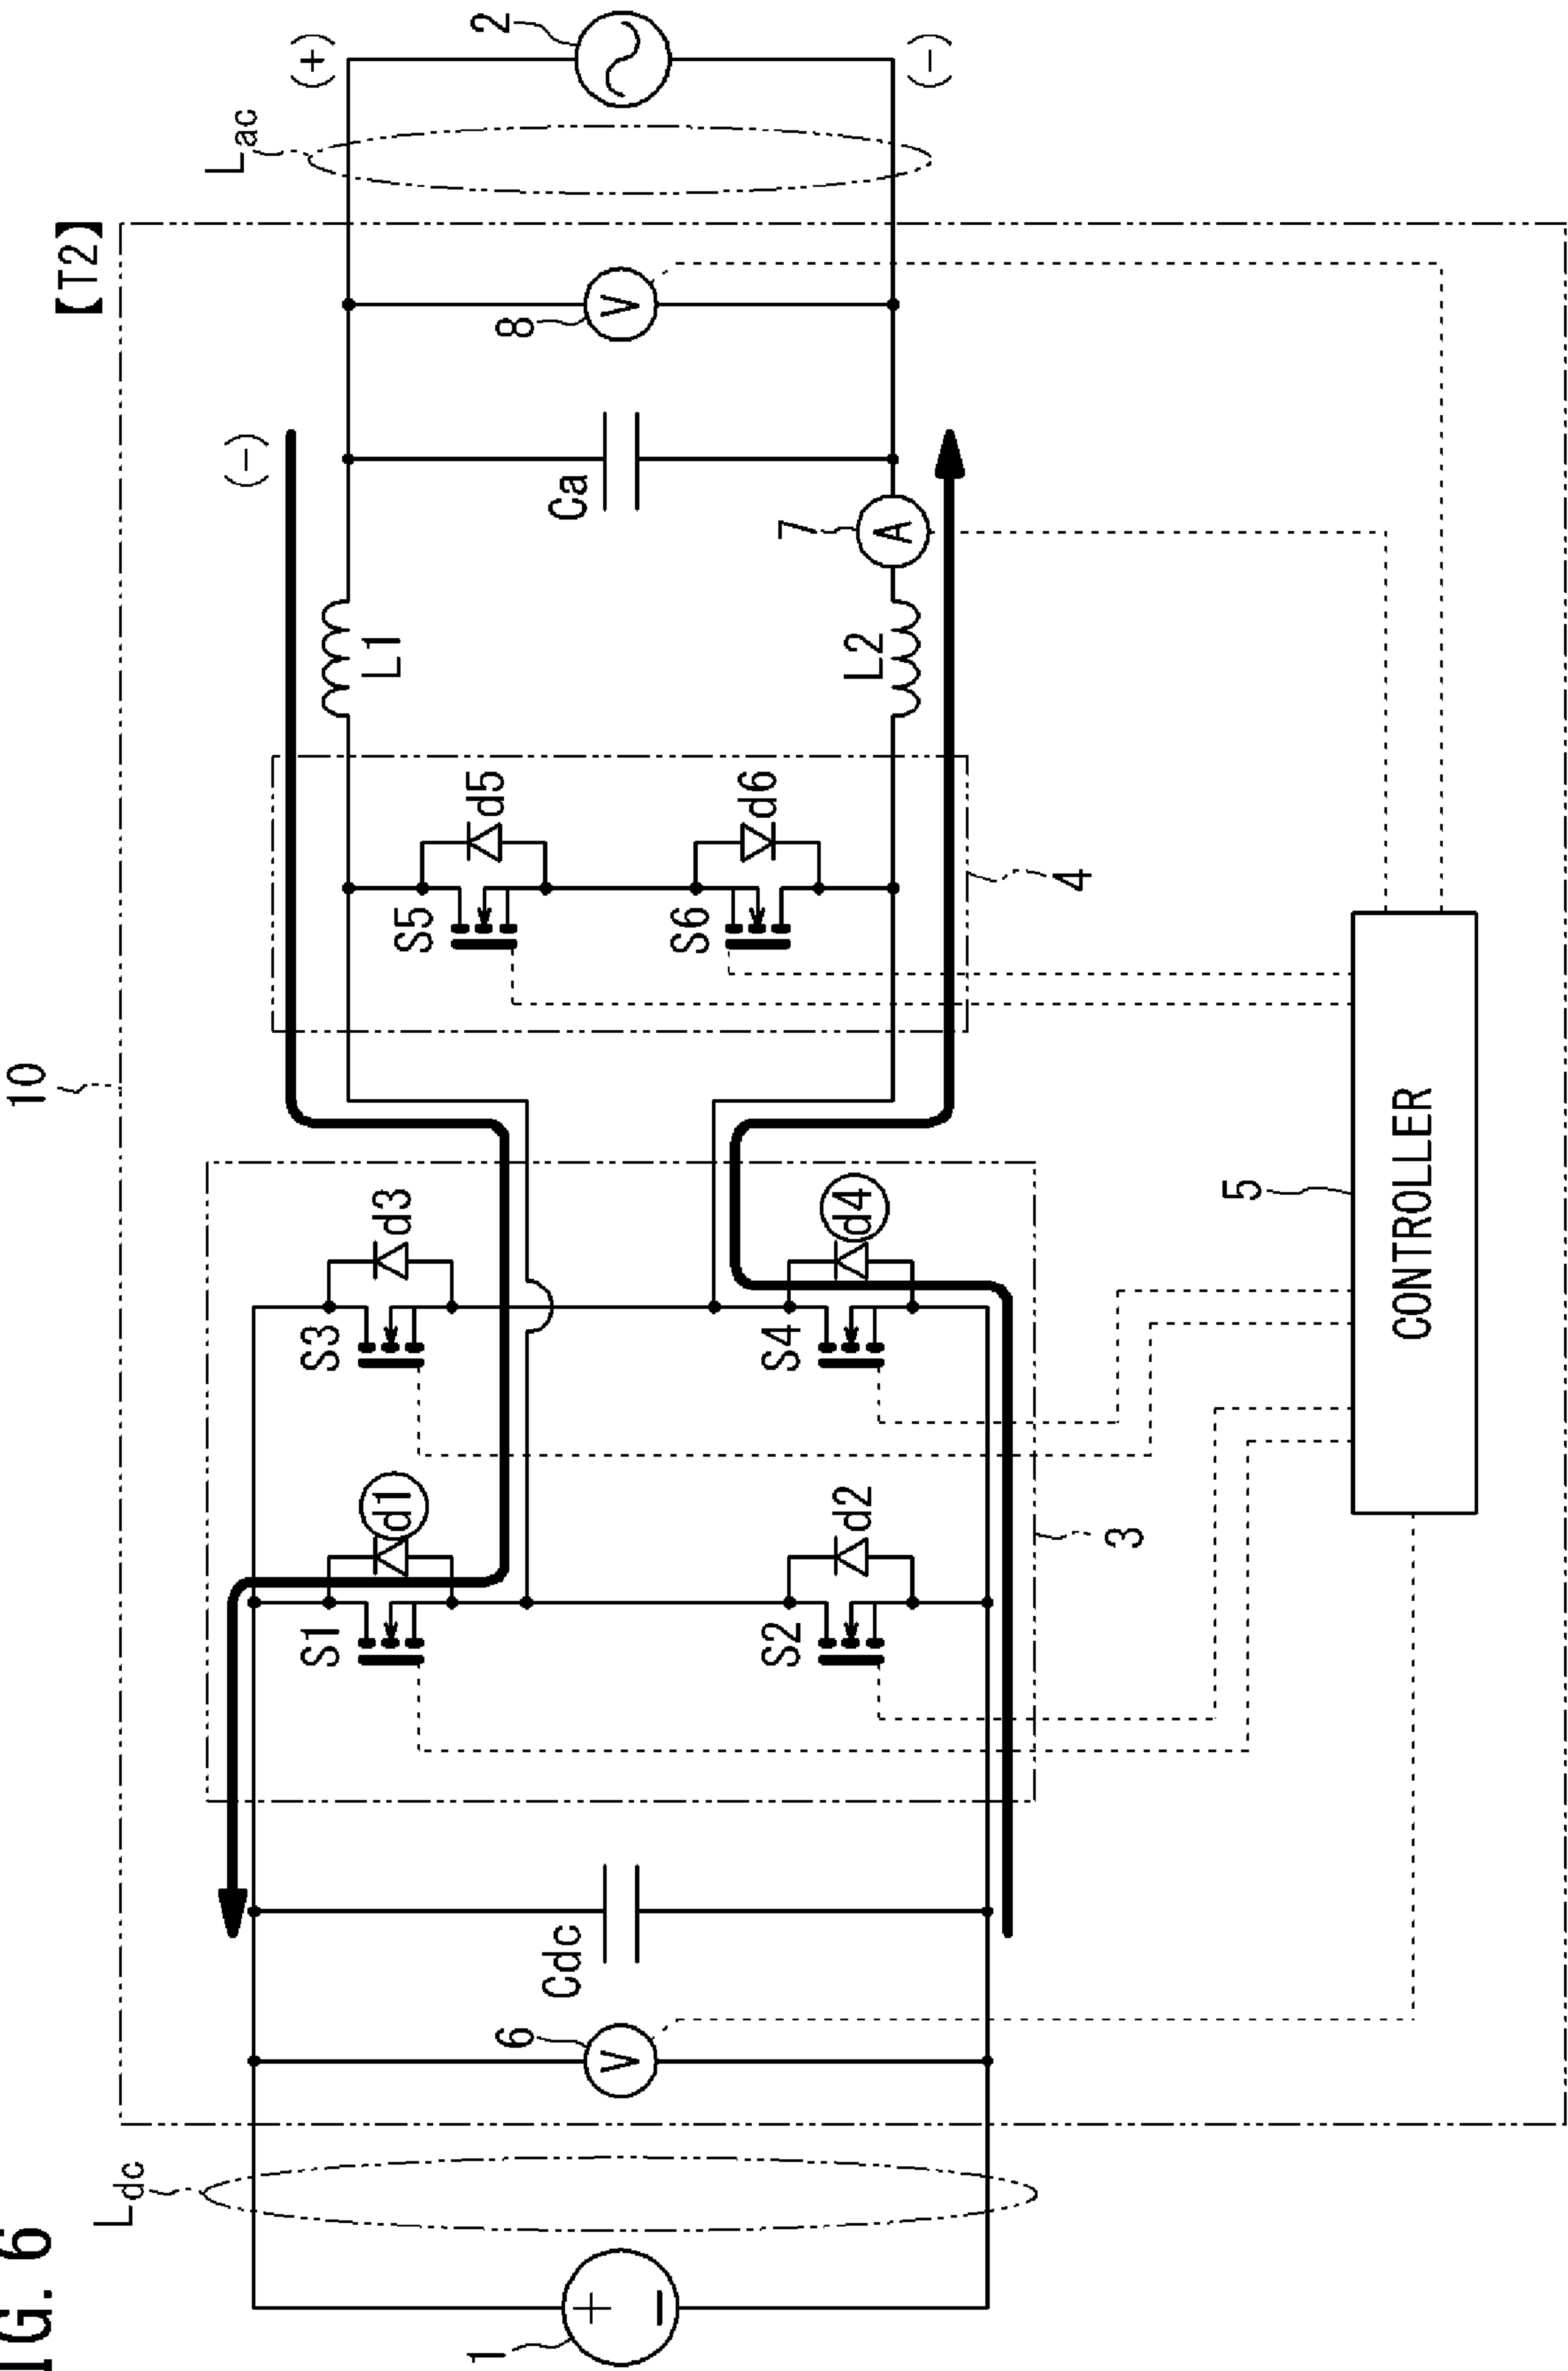 IG. 6
10
【T2】
Ldc
Lac
(-)
(+)
1
+
−
6
V
Cdc
S1
d1
S2
d2
S3
d3
S4
d4
3
S5
d5
S6
d6
4
L1
L2
7
A
Ca
8
V
2
(-)
5
CONTROLLER